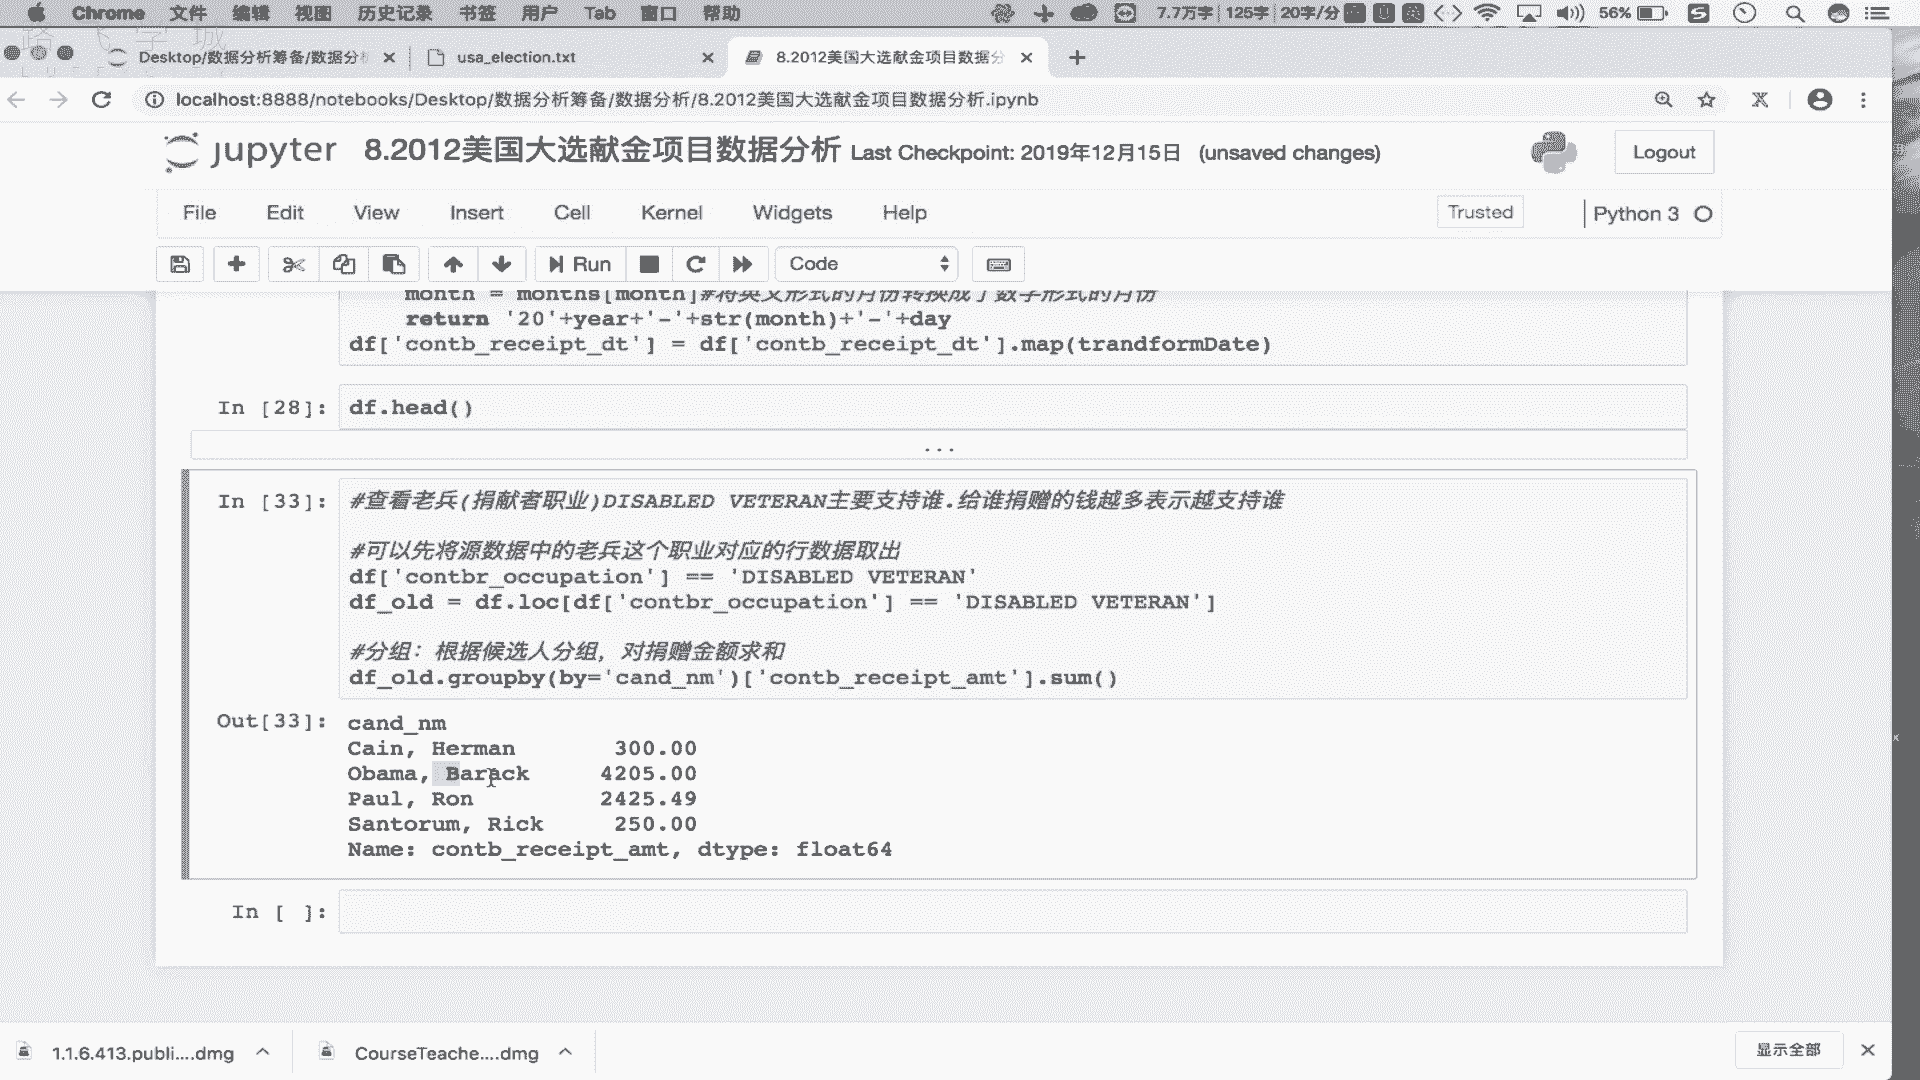 Chrome 文件 编辑 视图 历史记录 书签 用户 Tab 窗口 帮助 7.7万字 125字 20字/分 56%
Desktop/数据分析筹备/数据分析 usa_election.txt 8.2012美国大选献金项目数据分
localhost:8888/notebooks/Desktop/数据分析筹备/数据分析/8.2012美国大选献金项目数据分析.ipynb
jupyter 8.2012美国大选献金项目数据分析 Last Checkpoint: 2019年12月15日 (unsaved changes) Logout
File Edit View Insert Cell Kernel Widgets Help Trusted Python 3
Run Code
month = months[month]#将英文形式的月份转换成了数字形式的月份
return '20'+year+'-'+str(month)+'-'+day
df['contb_receipt_dt'] = df['contb_receipt_dt'].map(trandformDate)
In [28]: df.head()
...
In [33]: #查看老兵(捐献者职业)DISABLED VETERAN主要支持谁.给谁捐赠的钱越多表示越支持谁
#可以先将源数据中的老兵这个职业对应的行数据取出
df['contbr_occupation'] == 'DISABLED VETERAN'
df_old = df.loc[df['contbr_occupation'] == 'DISABLED VETERAN']
#分组：根据候选人分组，对捐赠金额求和
df_old.groupby(by='cand_nm')['contb_receipt_amt'].sum()
Out[33]: cand_nm
Cain, Herman 300.00
Obama, Barack 4205.00
Paul, Ron 2425.49
Santorum, Rick 250.00
Name: contb_receipt_amt, dtype: float64
In [ ]:
1.1.6.413.publi....dmg CourseTeache....dmg 显示全部